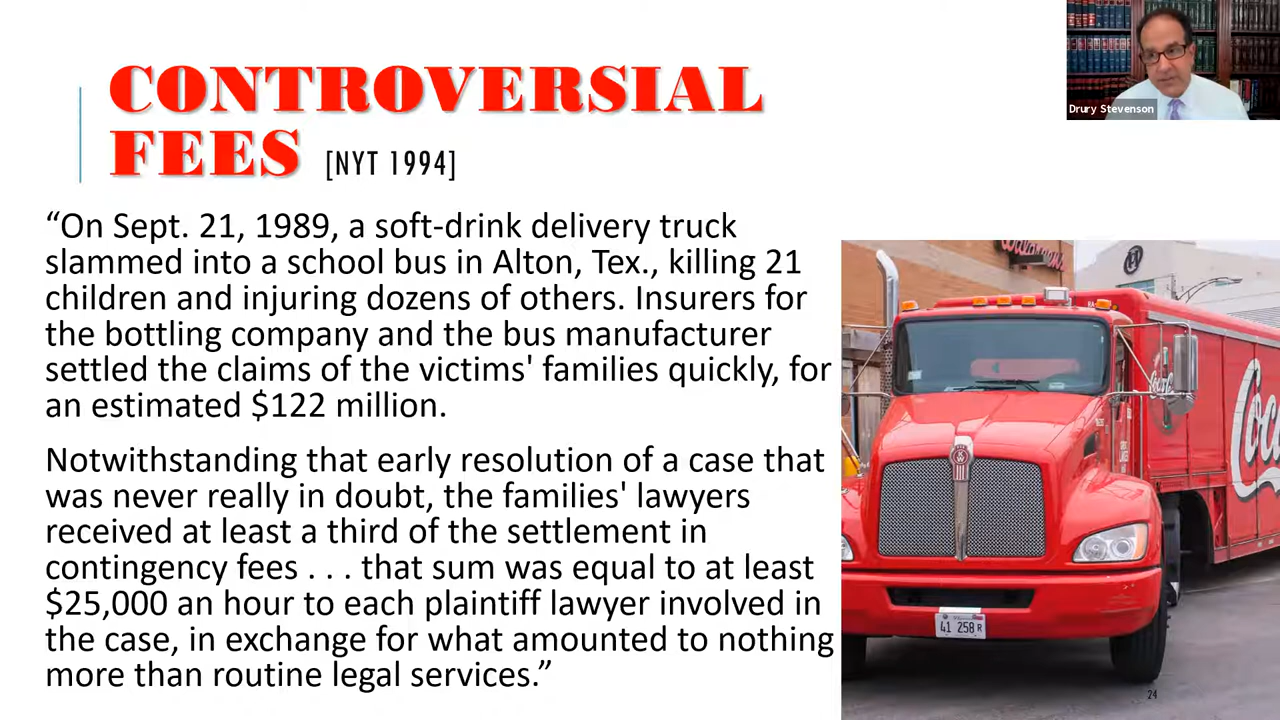 Drury Stevenson
CONTROVERSIAL
FEES [NYT 1994]
“On Sept. 21, 1989, a soft-drink delivery truck
slammed into a school bus in Alton, Tex., killing 21
children and injuring dozens of others. Insurers for
the bottling company and the bus manufacturer
settled the claims of the victims' families quickly, for
an estimated $122 million.
Notwithstanding that early resolution of a case that
was never really in doubt, the families' lawyers
received at least a third of the settlement in
contingency fees . . . that sum was equal to at least
$25,000 an hour to each plaintiff lawyer involved in
the case, in exchange for what amounted to nothing
more than routine legal services.”
41 258 R
24